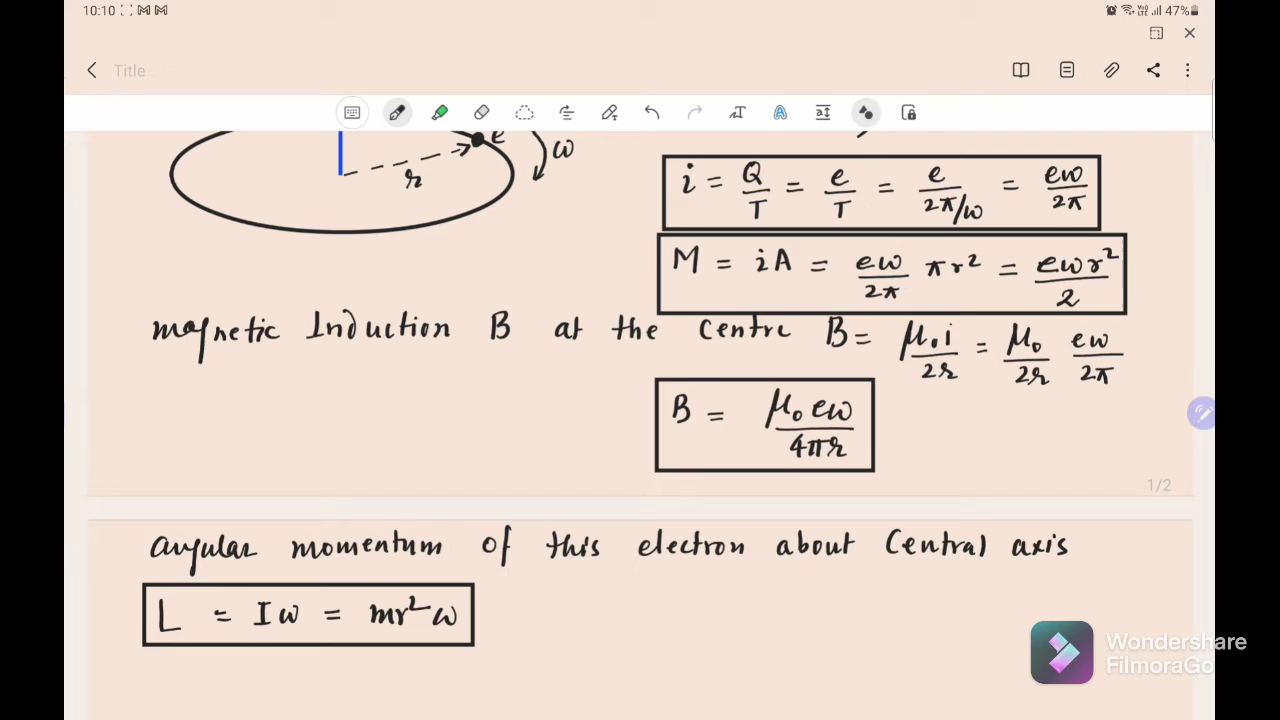 10:10
47%
Title
e
ω
r
i = Q/T = e/T = e/(2π/ω) = eω/2π
M = iA = eω/2π πr² = eωr²/2
magnetic Induction B at the centre B = μ₀i/2r = μ₀/2r eω/2π
B = μ₀eω/4πr
1/2
angular momentum of this electron about Central axis
L = Iω = mr²ω
Wondershare
FilmoraGo